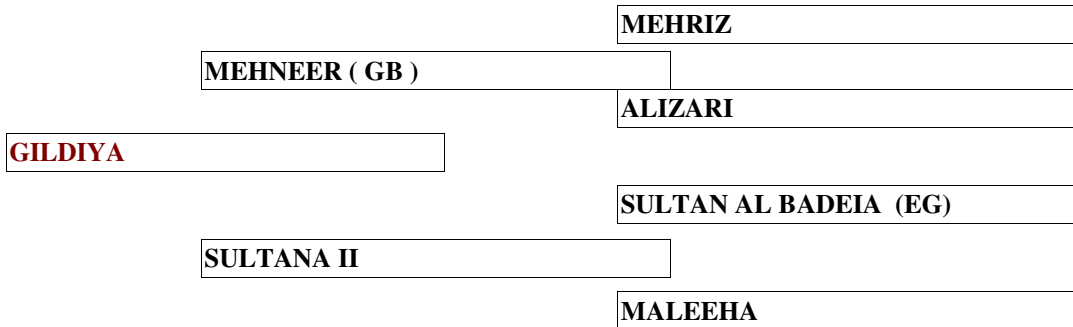 MEHRIZ
MEHNEER ( GB )
ALIZARI
GILDIYA
SULTAN AL BADEIA (EG)
SULTANA II
MALEEHA